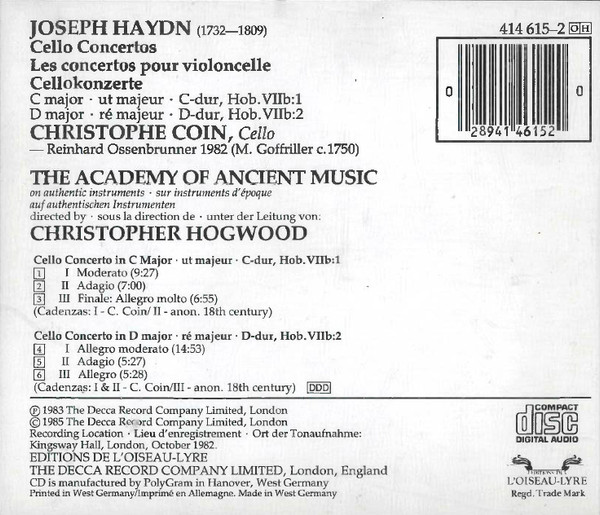 JOSEPH HAYDN (1732—1809)
414 615-2 OH
Cello Concertos
Les concertos pour violoncelle
Cellokonzerte
C major · ut majeur · C-dur, Hob.VIIb:1
D major · ré majeur · D-dur, Hob.VIIb:2
CHRISTOPHE COIN, Cello
— Reinhard Ossenbrunner 1982 (M. Goffriller c.1750)
0 28941 46152 0
THE ACADEMY OF ANCIENT MUSIC
on authentic instruments · sur instruments d'époque
auf authentischen Instrumenten
directed by · sous la direction de · unter der Leitung von:
CHRISTOPHER HOGWOOD
Cello Concerto in C Major · ut majeur · C-dur, Hob.VIIb:1
1 I Moderato (9:27)
2 II Adagio (7:00)
3 III Finale: Allegro molto (6:55)
(Cadenzas: I - C. Coin/ II - anon. 18th century)
Cello Concerto in D major · ré majeur · D-dur, Hob.VIIb:2
4 I Allegro moderato (14:53)
5 II Adagio (5:27)
6 III Allegro (5:28)
(Cadenzas: I & II - C. Coin/III - anon. 18th century) DDD
℗ 1983 The Decca Record Company Limited, London
© 1985 The Decca Record Company Limited, London
Recording Location · Lieu d'enregistrement · Ort der Tonaufnahme:
Kingsway Hall, London, October 1982.
EDITIONS DE L'OISEAU-LYRE
THE DECCA RECORD COMPANY LIMITED, London, England
CD is manufactured by PolyGram in Hanover, West Germany
Printed in West Germany/Imprimé en Allemagne. Made in West Germany
COMPACT
disc
DIGITAL AUDIO
EDITIONS DE
L'OISEAU-LYRE
Regd. Trade Mark